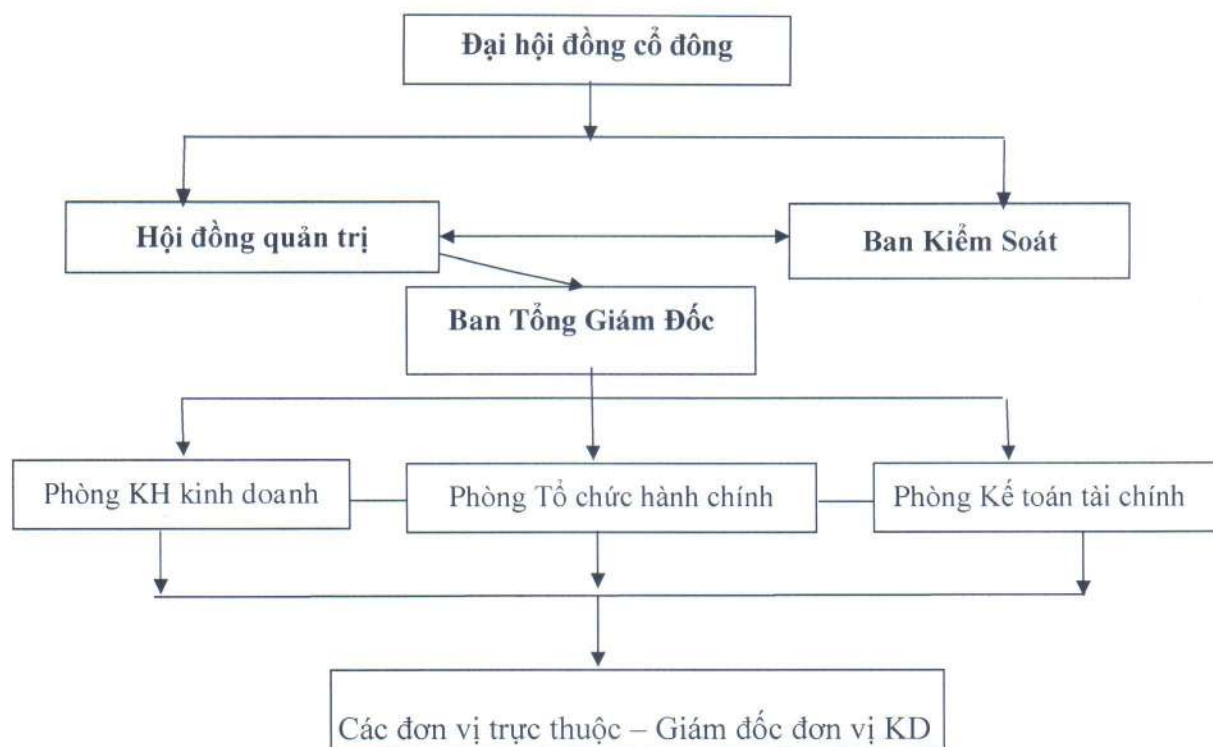 Đại hội đồng cổ đông
Hội đồng quản trị
Ban Kiểm Soát
Ban Tổng Giám Đốc
Phòng KH kinh doanh
Phòng Tổ chức hành chính
Phòng Kế toán tài chính
Các đơn vị trực thuộc – Giám đốc đơn vị KD